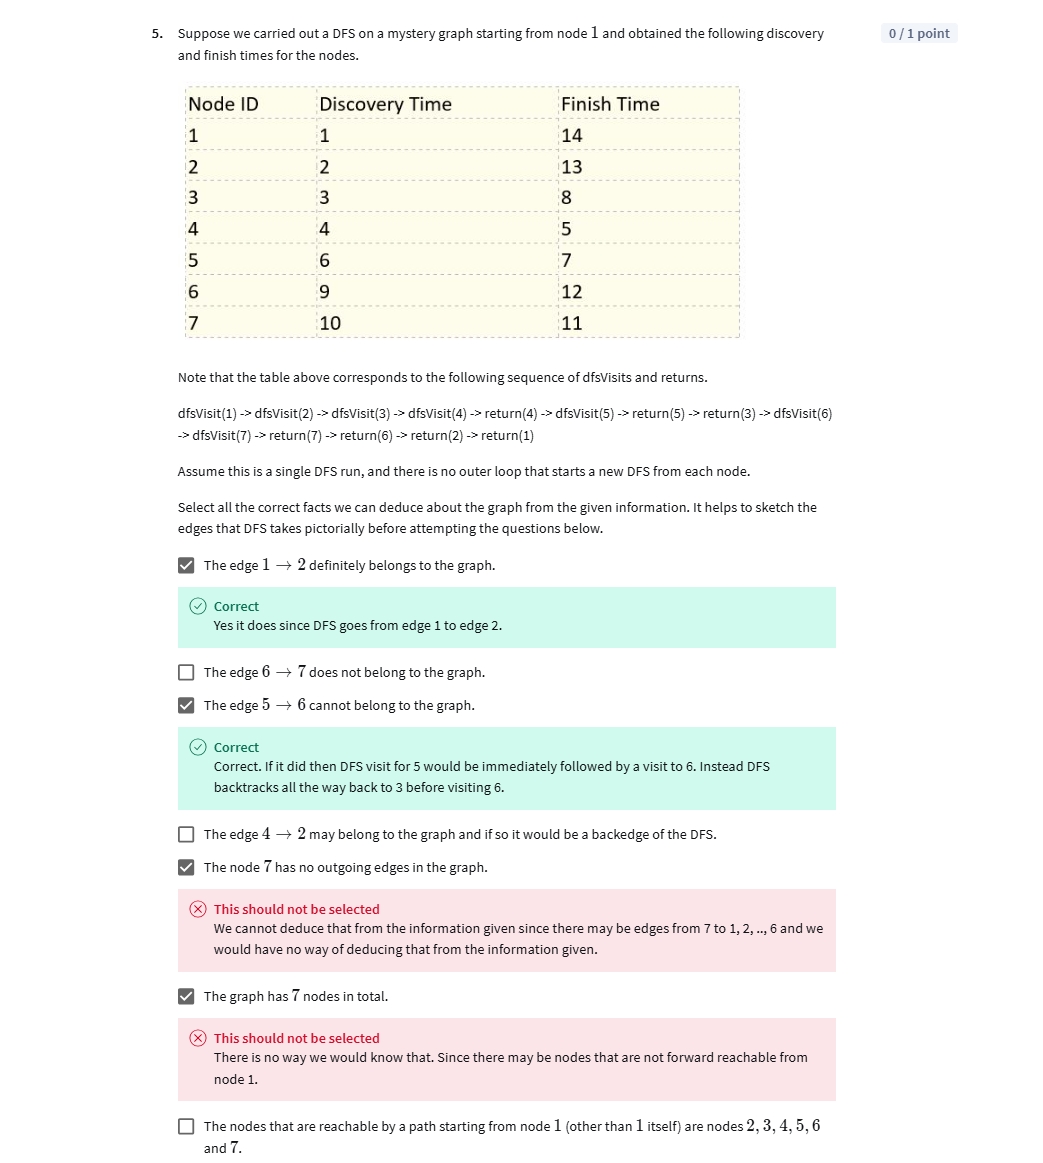 5. Suppose we carried out a DFS on a mystery graph starting from node 1 and obtained the following discovery
0 / 1 point
and finish times for the nodes.
Node ID Discovery Time Finish Time
1 1 14
2 2 13
3 3 8
4 4 5
5 6 7
6 9 12
7 10 11
Note that the table above corresponds to the following sequence of dfsVisits and returns.
dfsVisit(1) -> dfsVisit(2) -> dfsVisit(3) -> dfsVisit(4) -> return(4) -> dfsVisit(5) -> return(5) -> return(3) -> dfsVisit(6)
-> dfsVisit(7) -> return(7) -> return(6) -> return(2) -> return(1)
Assume this is a single DFS run, and there is no outer loop that starts a new DFS from each node.
Select all the correct facts we can deduce about the graph from the given information. It helps to sketch the
edges that DFS takes pictorially before attempting the questions below.
The edge 1 → 2 definitely belongs to the graph.
Correct
Yes it does since DFS goes from edge 1 to edge 2.
The edge 6 → 7 does not belong to the graph.
The edge 5 → 6 cannot belong to the graph.
Correct
Correct. If it did then DFS visit for 5 would be immediately followed by a visit to 6. Instead DFS
backtracks all the way back to 3 before visiting 6.
The edge 4 → 2 may belong to the graph and if so it would be a backedge of the DFS.
The node 7 has no outgoing edges in the graph.
This should not be selected
We cannot deduce that from the information given since there may be edges from 7 to 1, 2, .., 6 and we
would have no way of deducing that from the information given.
The graph has 7 nodes in total.
This should not be selected
There is no way we would know that. Since there may be nodes that are not forward reachable from
node 1.
The nodes that are reachable by a path starting from node 1 (other than 1 itself) are nodes 2, 3, 4, 5, 6
and 7.